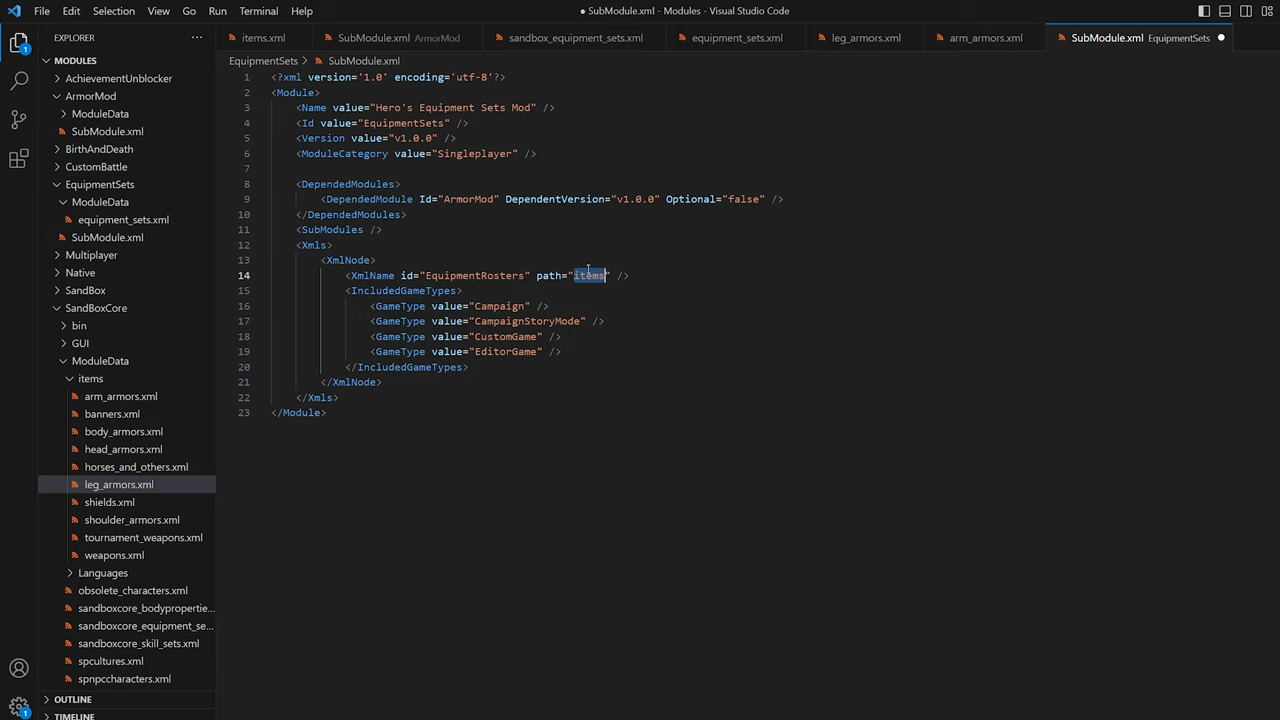 File Edit Selection View Go Run Terminal Help
● SubModule.xml - Modules - Visual Studio Code
EXPLORER
items.xml
SubModule.xml ArmorMod
sandbox_equipment_sets.xml
equipment_sets.xml
leg_armors.xml
arm_armors.xml
SubModule.xml EquipmentSets ●
MODULES
AchievementUnblocker
ArmorMod
ModuleData
SubModule.xml
BirthAndDeath
CustomBattle
EquipmentSets
ModuleData
equipment_sets.xml
SubModule.xml
Multiplayer
Native
SandBox
SandBoxCore
bin
GUI
ModuleData
items
arm_armors.xml
banners.xml
body_armors.xml
head_armors.xml
horses_and_others.xml
leg_armors.xml
shields.xml
shoulder_armors.xml
tournament_weapons.xml
weapons.xml
Languages
obsolete_characters.xml
sandboxcore_bodypropertie...
sandboxcore_equipment_se...
sandboxcore_skill_sets.xml
spcultures.xml
spnpccharacters.xml
OUTLINE
TIMELINE
1
1
EquipmentSets > SubModule.xml
1 <?xml version='1.0' encoding='utf-8'?>
2 <Module>
3 <Name value="Hero's Equipment Sets Mod" />
4 <Id value="EquipmentSets" />
5 <Version value="v1.0.0" />
6 <ModuleCategory value="Singleplayer" />
7
8 <DependedModules>
9 <DependedModule Id="ArmorMod" DependentVersion="v1.0.0" Optional="false" />
10 </DependedModules>
11 <SubModules />
12 <Xmls>
13 <XmlNode>
14 <XmlName id="EquipmentRosters" path="items" />
15 <IncludedGameTypes>
16 <GameType value="Campaign" />
17 <GameType value="CampaignStoryMode" />
18 <GameType value="CustomGame" />
19 <GameType value="EditorGame" />
20 </IncludedGameTypes>
21 </XmlNode>
22 </Xmls>
23 </Module>